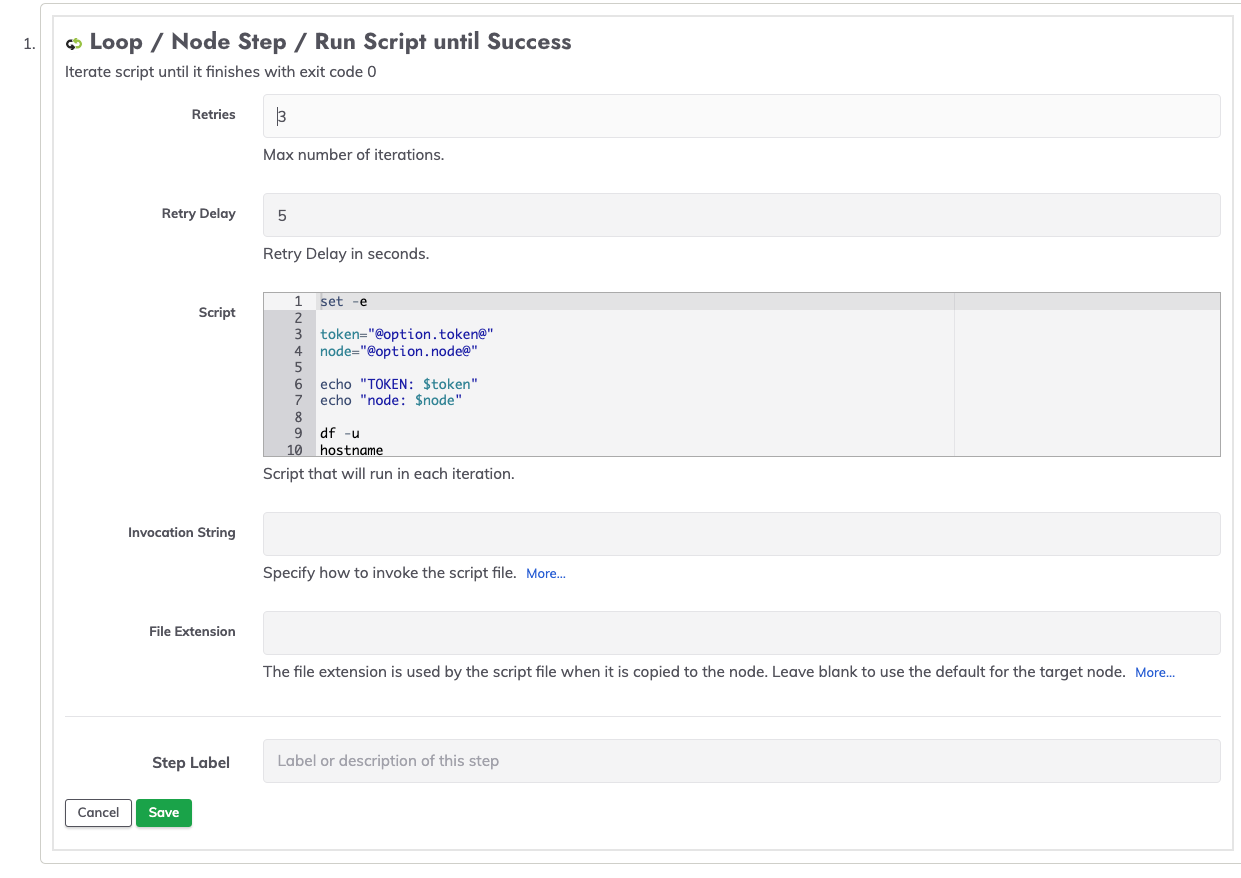 1.
Loop / Node Step / Run Script until Success
Iterate script until it finishes with exit code 0
Retries
3
Max number of iterations.
Retry Delay
5
Retry Delay in seconds.
Script
1 set -e
2
3 token="@option.token@"
4 node="@option.node@"
5
6 echo "TOKEN: $token"
7 echo "node: $node"
8
9 df -u
10 hostname
Script that will run in each iteration.
Invocation String
Specify how to invoke the script file. More...
File Extension
The file extension is used by the script file when it is copied to the node. Leave blank to use the default for the target node. More...
Step Label
Label or description of this step
Cancel Save